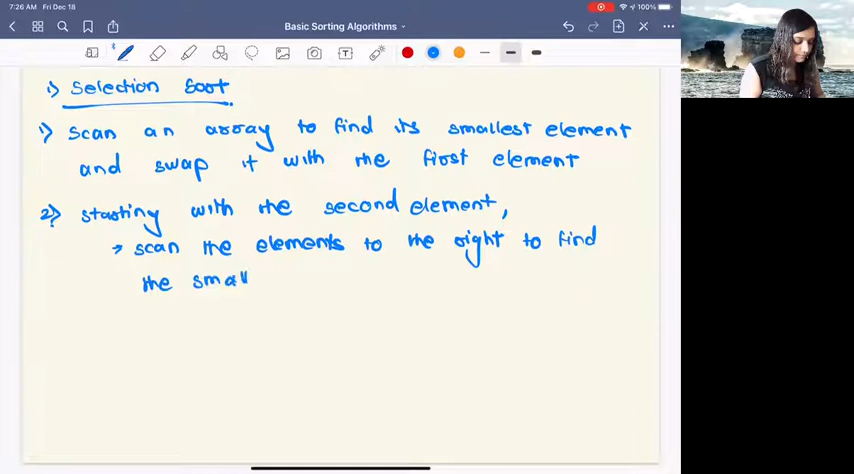 7:26 AM Fri Dec 18
100%
Basic Sorting Algorithms
1) Selection Sort
1) scan an array to find its smallest element
and swap it with the first element
2) starting with the second element,
→ scan the elements to the right to find
the small